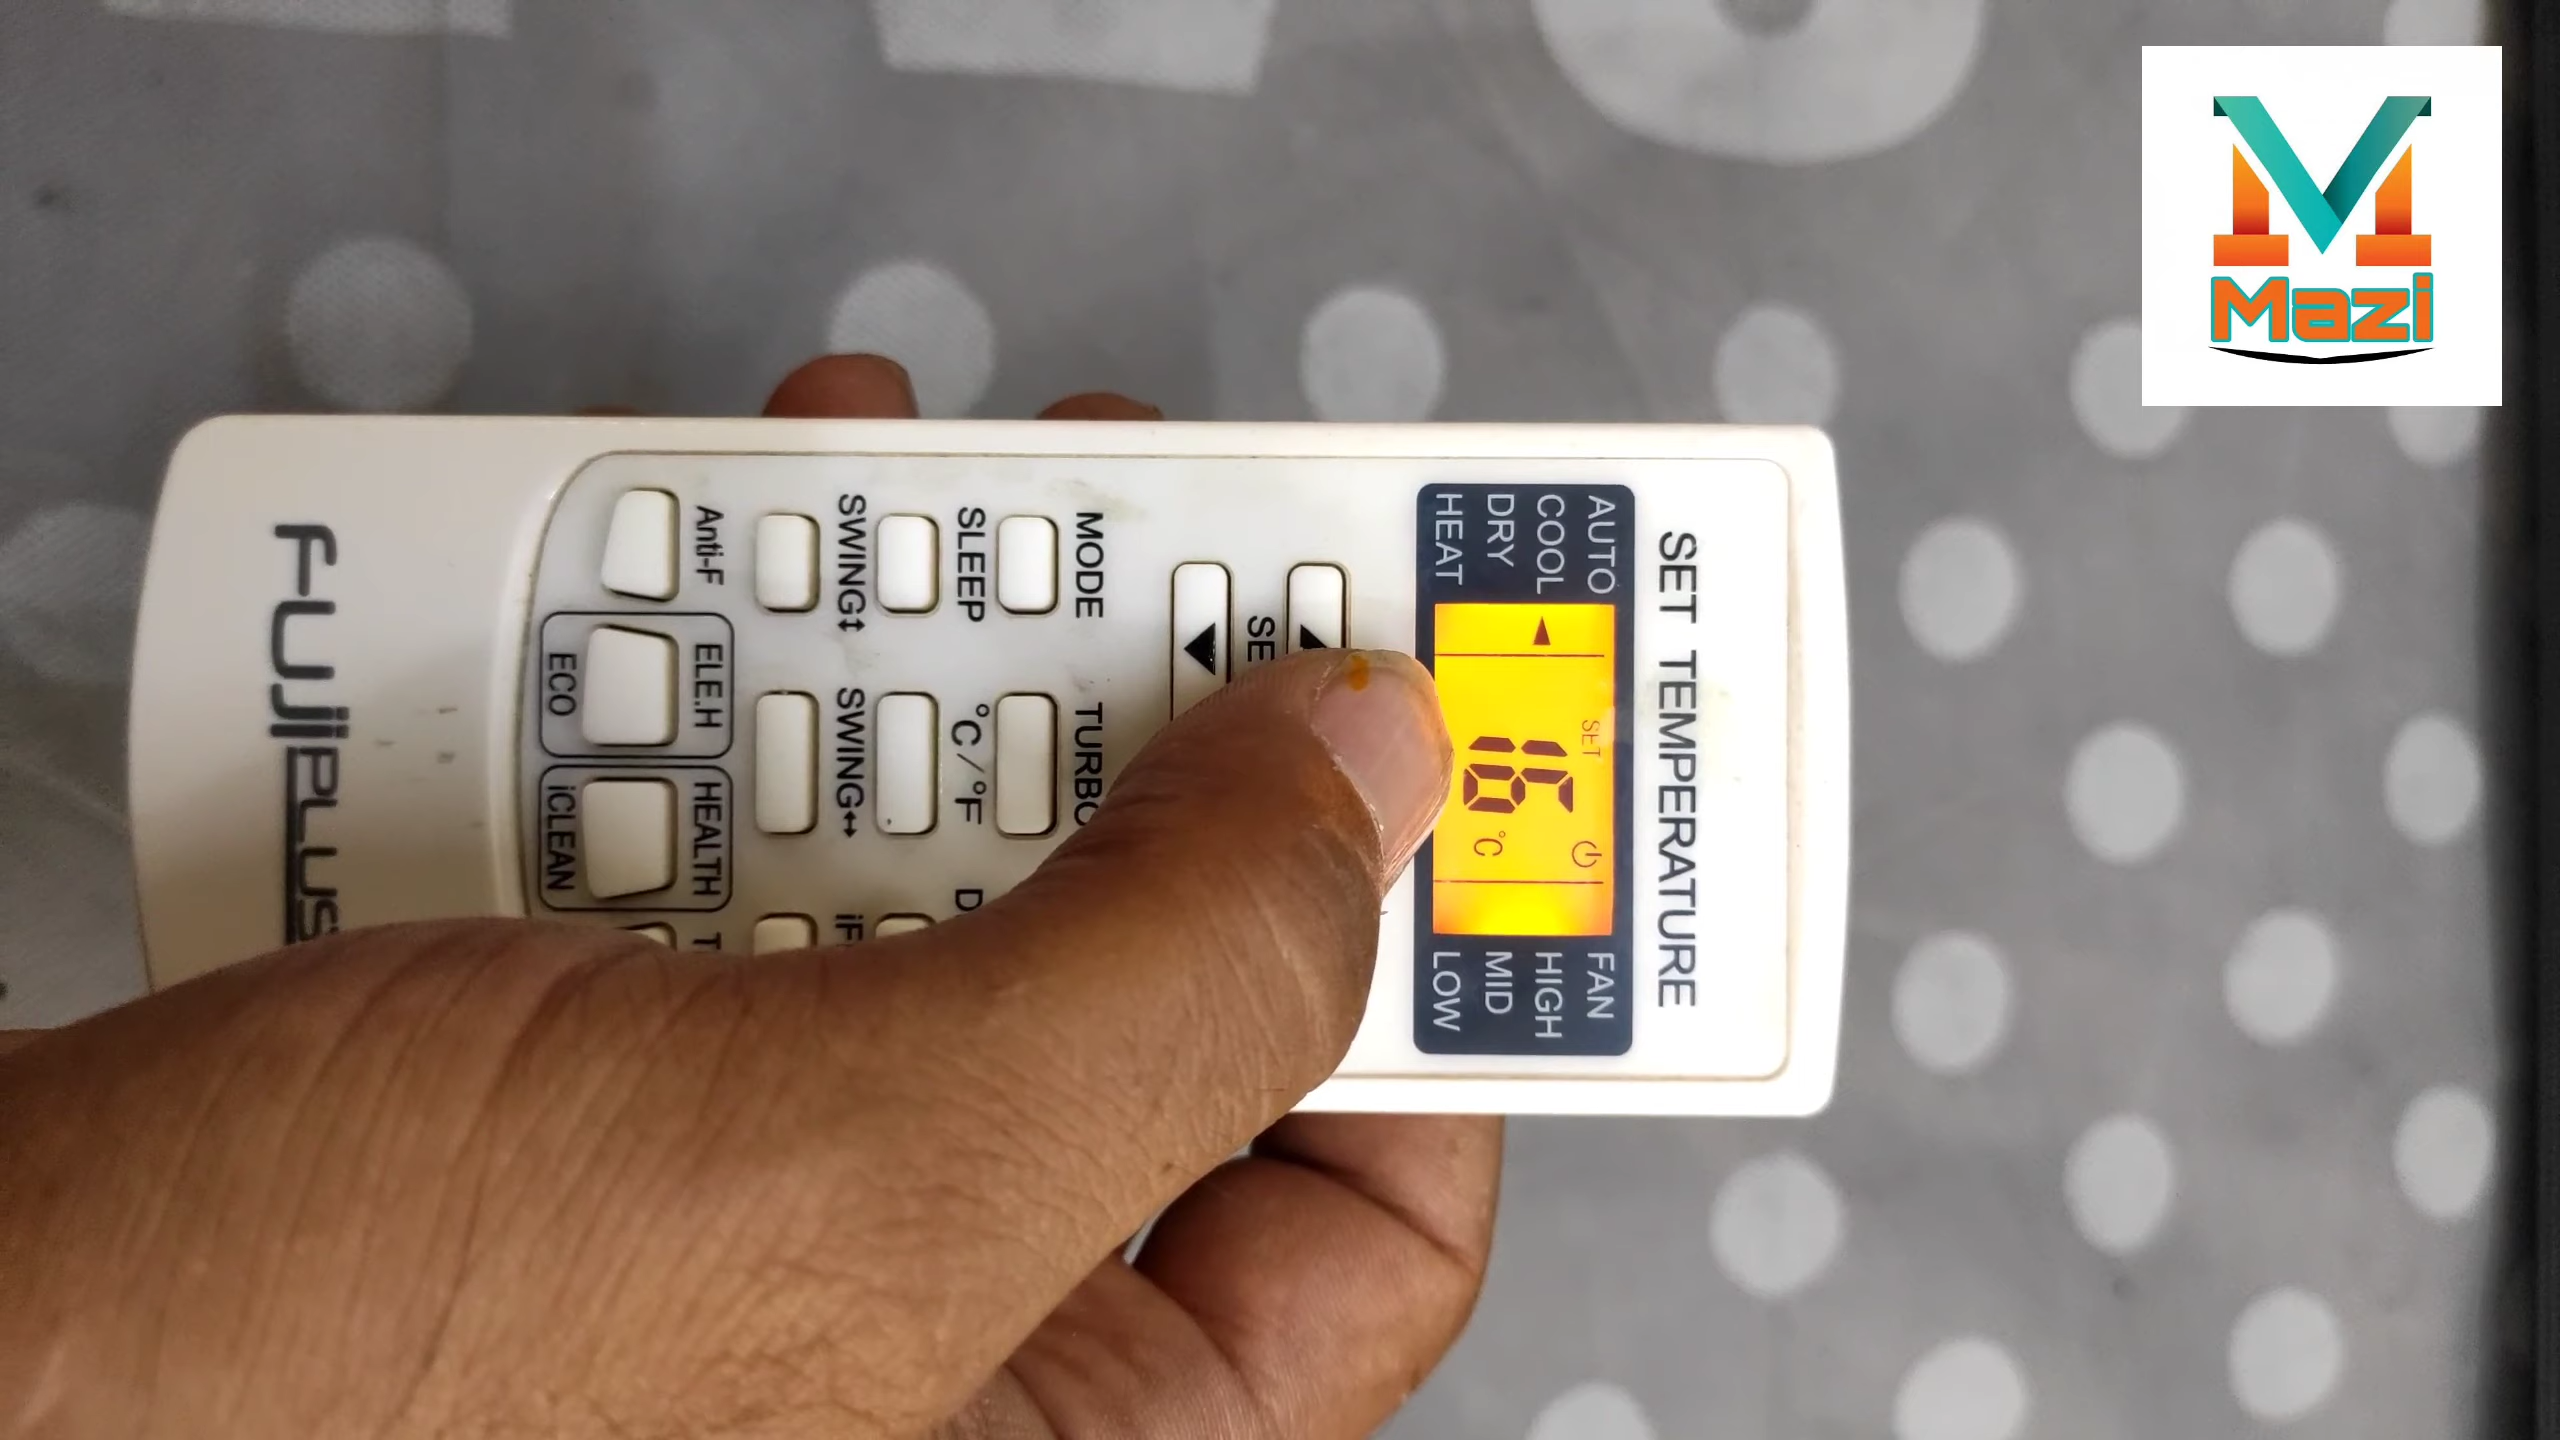 SET TEMPERATURE
AUTO FAN
COOL HIGH
DRY MID
HEAT LOW
SET
16 °C
MODE TURBO
SLEEP °C/°F
SWING↕ SWING↔
Anti-F ELE.H HEALTH
ECO iCLEAN
FUJIPLUS
Mazi